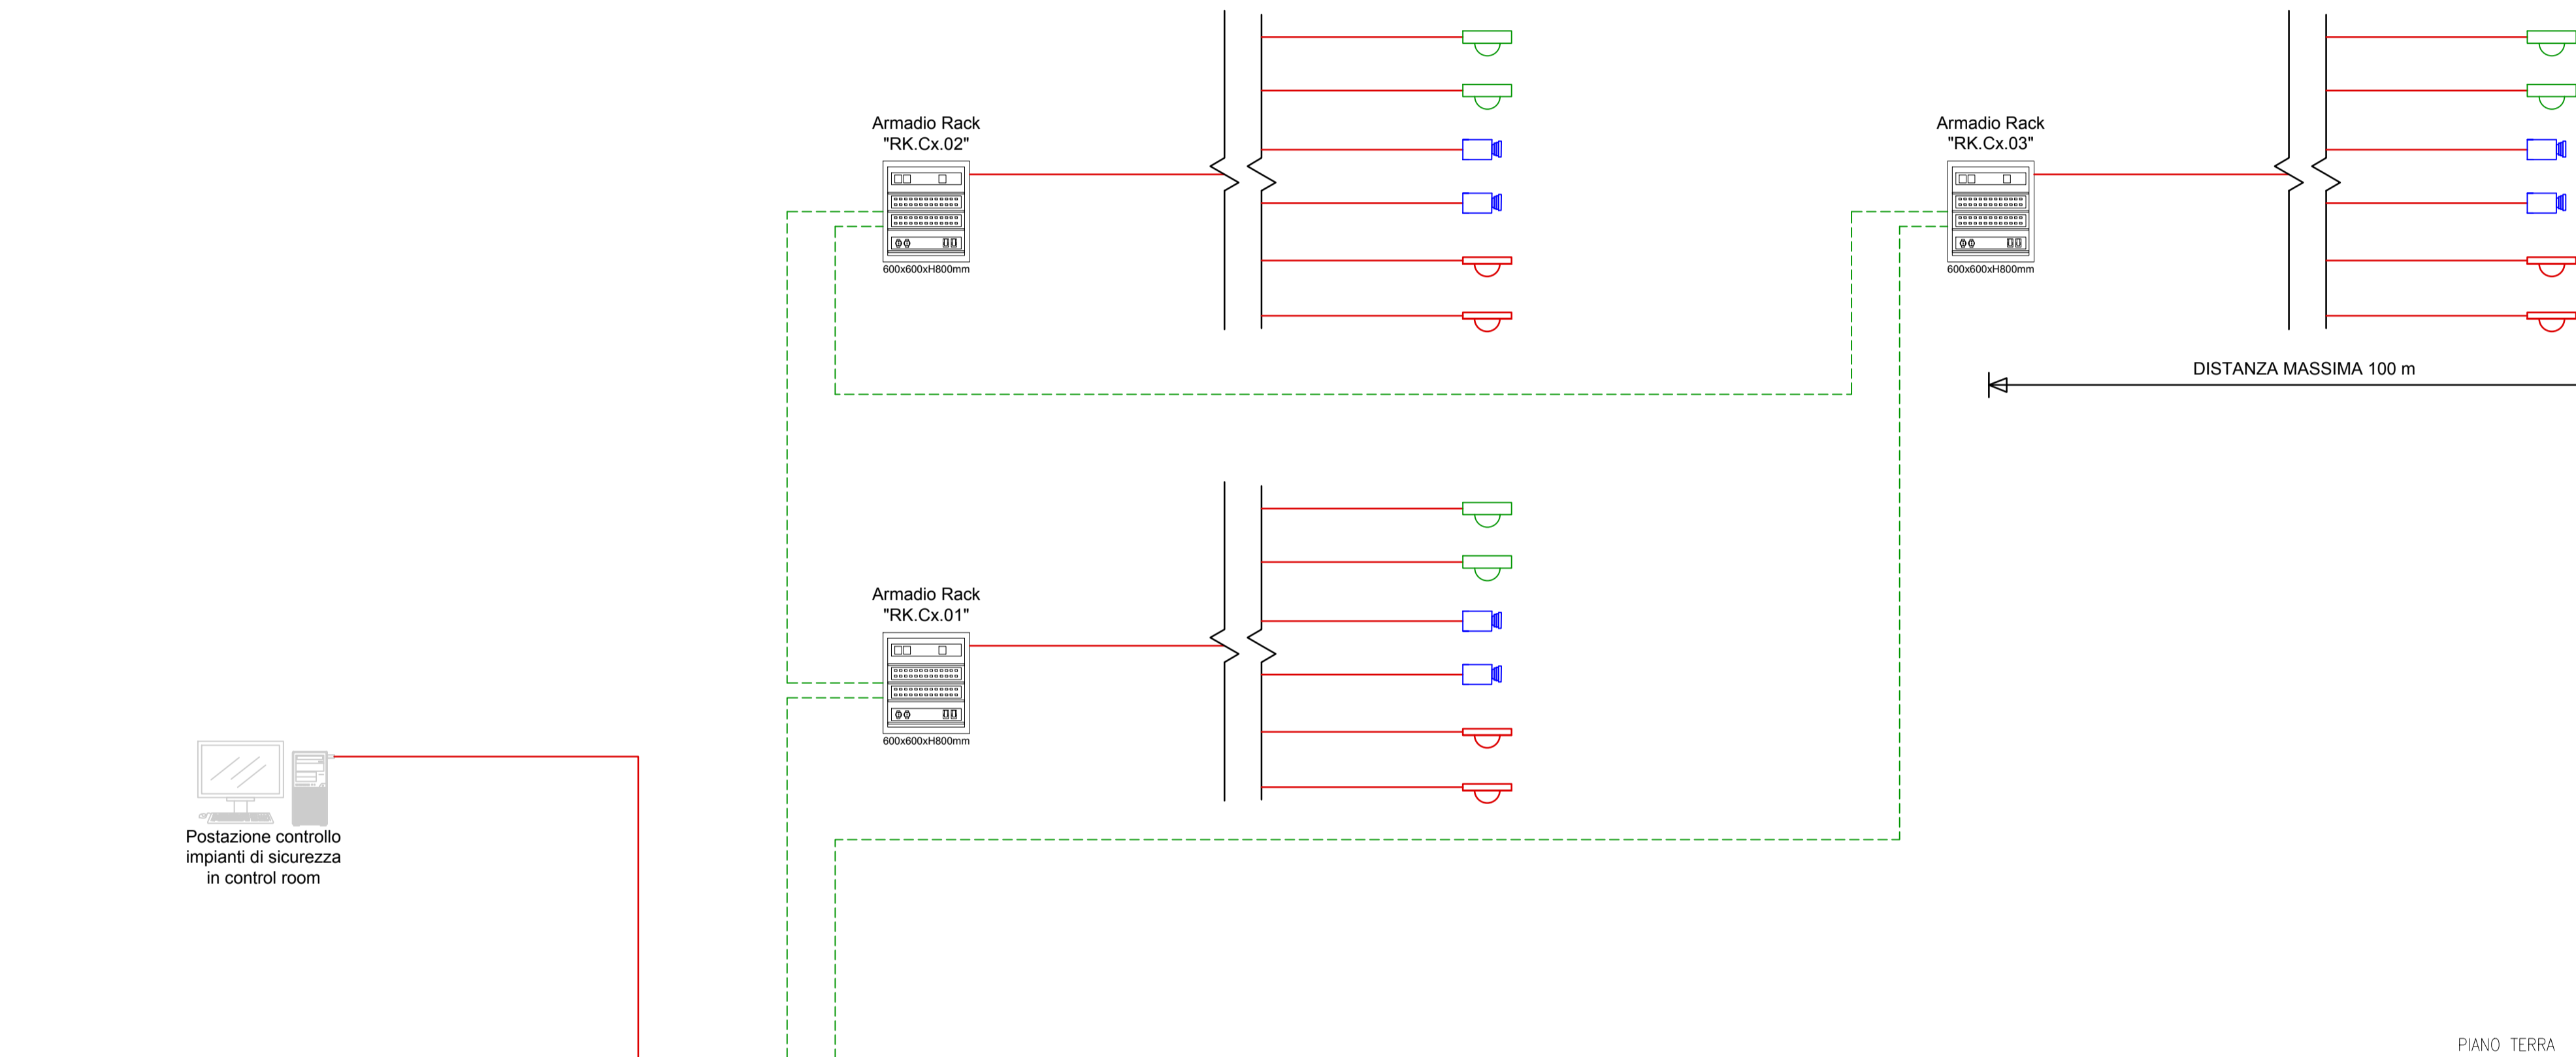 Armadio Rack
"RK.Cx.02"
600x600xH800mm
Armadio Rack
"RK.Cx.03"
600x600xH800mm
DISTANZA MASSIMA 100 m
Armadio Rack
"RK.Cx.01"
600x600xH800mm
Postazione controllo
impianti di sicurezza
in control room
PIANO TERRA